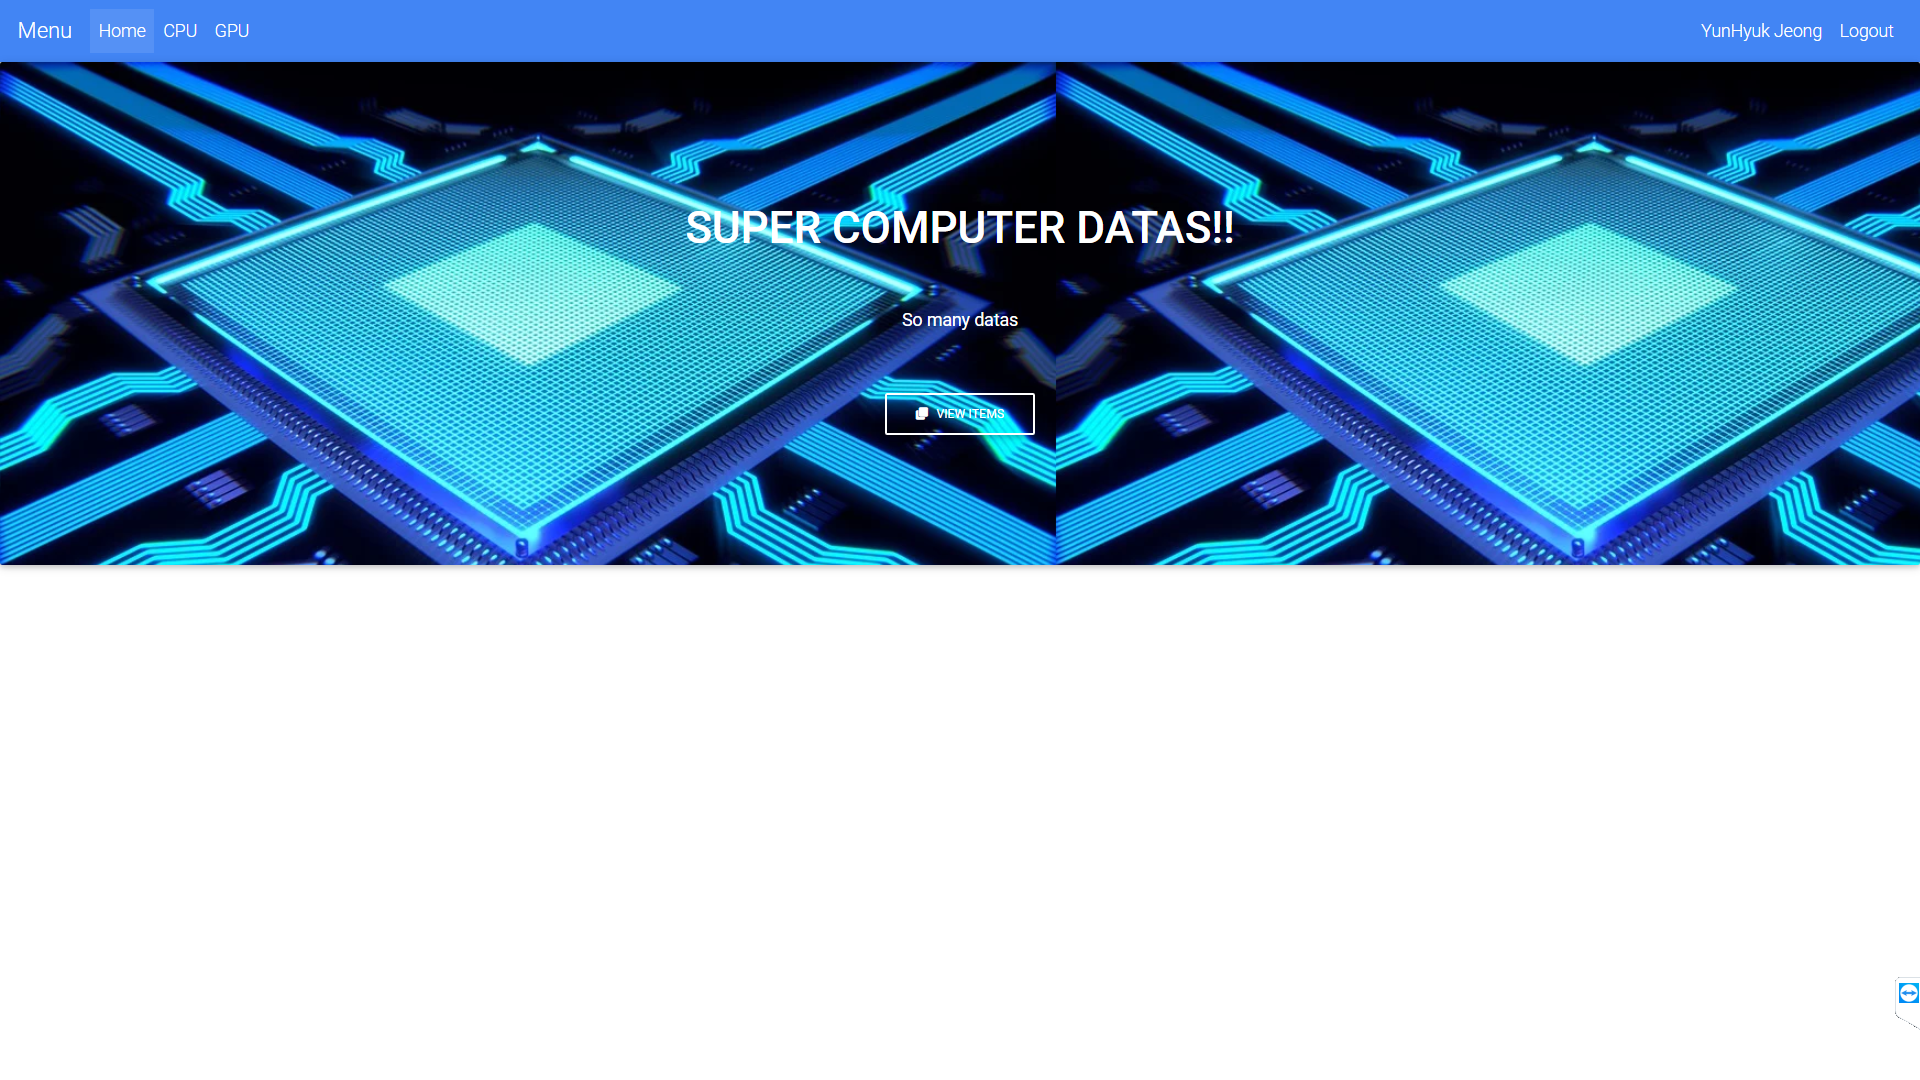 Menu Home CPU GPU YunHyuk Jeong Logout
SUPER COMPUTER DATAS!!
So many datas
VIEW ITEMS